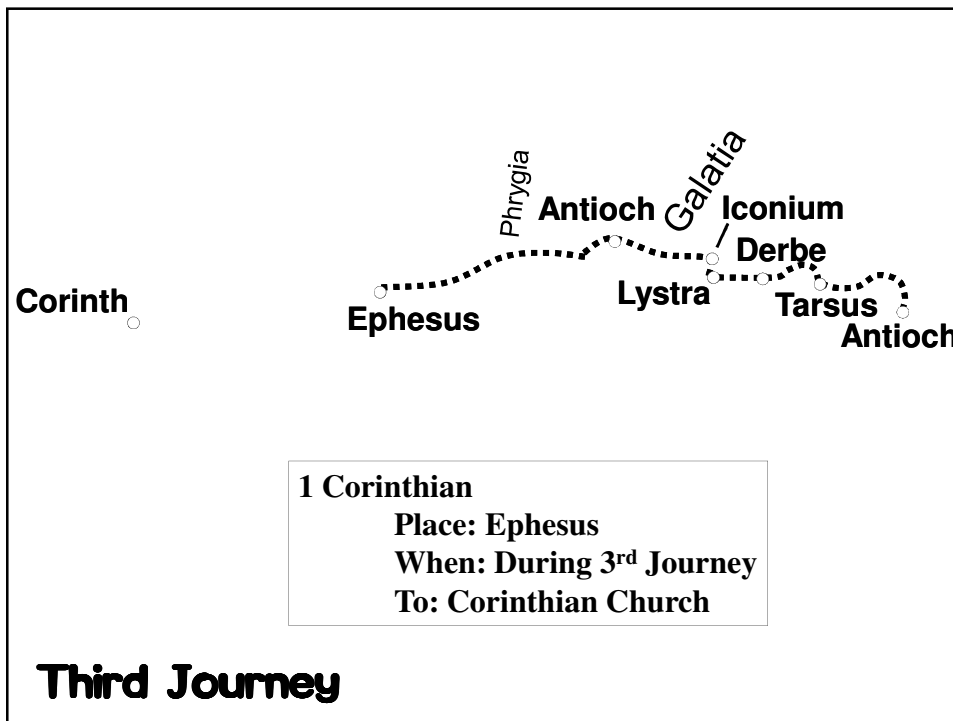 Phrygia
Galatia
Antioch
Iconium
Derbe
Corinth
Ephesus
Lystra
Tarsus
Antioch
1 Corinthian
Place: Ephesus
When: During 3rd Journey
To: Corinthian Church
Third Journey